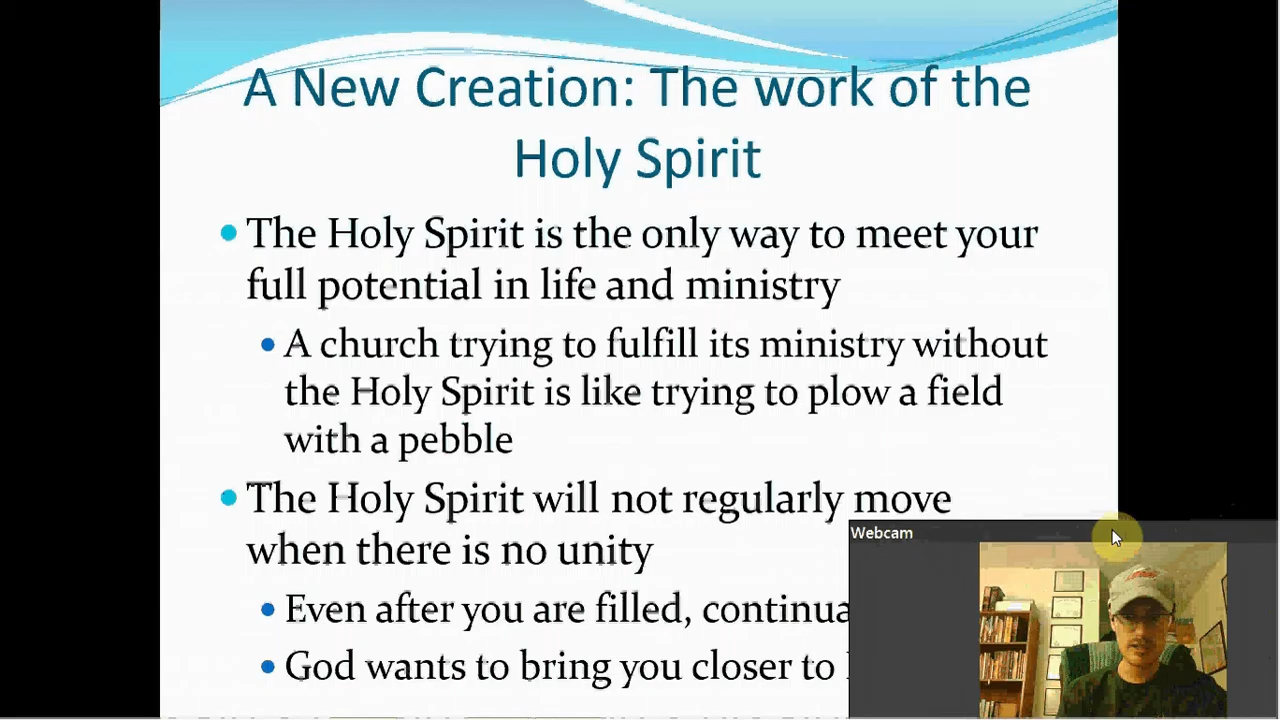 A New Creation: The work of the
Holy Spirit
The Holy Spirit is the only way to meet your
full potential in life and ministry
A church trying to fulfill its ministry without
the Holy Spirit is like trying to plow a field
with a pebble
The Holy Spirit will not regularly move
when there is no unity
Webcam
Even after you are filled, continua
God wants to bring you closer to